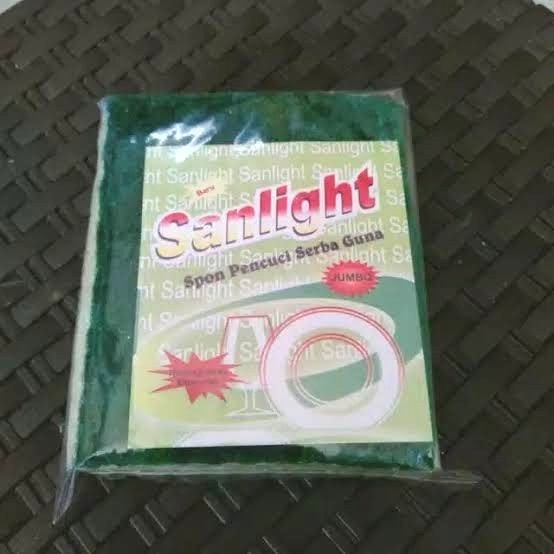 Baru
Sanlight
Spon Pencuci Serba Guna
JUMBO